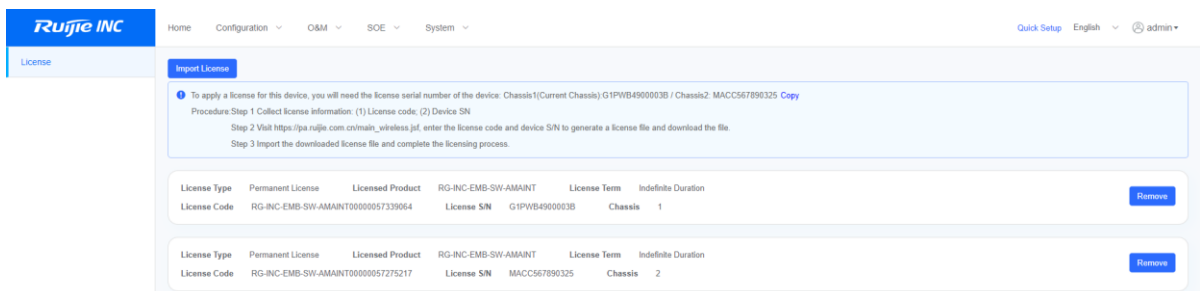 Ruijie INC
Home Configuration O&M SOE System Quick Setup English admin
License
Import License
To apply a license for this device, you will need the license serial number of the device: Chassis1(Current Chassis):G1PWB4900003B / Chassis2: MACC567890325 Copy
Procedure:Step 1 Collect license information: (1) License code; (2) Device SN
Step 2 Visit https://pa.ruijie.com.cn/main_wireless.jsf, enter the license code and device S/N to generate a license file and download the file.
Step 3 Import the downloaded license file and complete the licensing process.
License Type Permanent License Licensed Product RG-INC-EMB-SW-AMAINT License Term Indefinite Duration
Remove
License Code RG-INC-EMB-SW-AMAINT00000057339064 License S/N G1PWB4900003B Chassis 1
License Type Permanent License Licensed Product RG-INC-EMB-SW-AMAINT License Term Indefinite Duration
Remove
License Code RG-INC-EMB-SW-AMAINT00000057275217 License S/N MACC567890325 Chassis 2